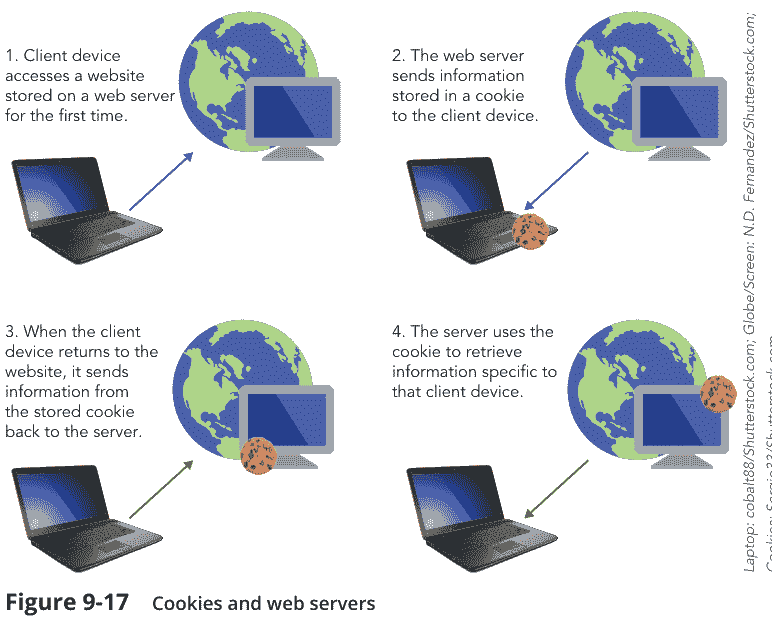 1. Client device
accesses a website
stored on a web server
for the first time.
2. The web server
sends information
stored in a cookie
to the client device.
3. When the client
device returns to the
website, it sends
information from
the stored cookie
back to the server.
4. The server uses the
cookie to retrieve
information specific to
that client device.
Laptop: cobalt88/Shutterstock.com; Globe/Screen: N.D. Fernandez/Shutterstock.com;
Figure 9-17 Cookies and web servers